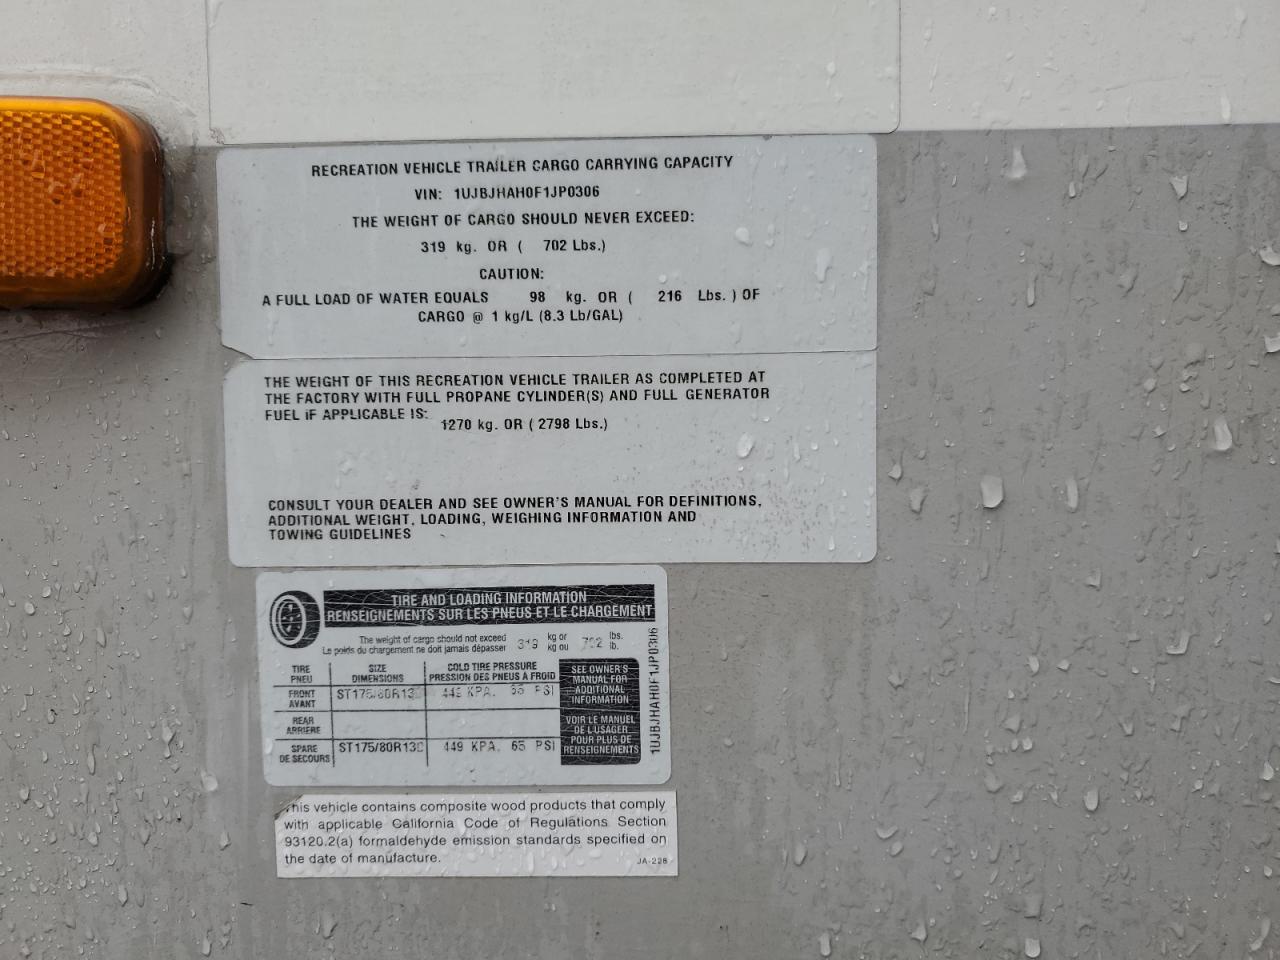 RECREATION VEHICLE TRAILER CARGO CARRYING CAPACITY
VIN: 1UJBJHAH0F1JP0306
THE WEIGHT OF CARGO SHOULD NEVER EXCEED:
319 kg. OR ( 702 Lbs.)
CAUTION:
A FULL LOAD OF WATER EQUALS 98 kg. OR ( 216 Lbs. ) OF
CARGO @ 1 kg/L (8.3 Lb/GAL)
THE WEIGHT OF THIS RECREATION VEHICLE TRAILER AS COMPLETED AT
THE FACTORY WITH FULL PROPANE CYLINDER(S) AND FULL GENERATOR
FUEL IF APPLICABLE IS:
1270 kg. OR ( 2798 Lbs.)
CONSULT YOUR DEALER AND SEE OWNER'S MANUAL FOR DEFINITIONS,
ADDITIONAL WEIGHT, LOADING, WEIGHING INFORMATION AND
TOWING GUIDELINES
TIRE AND LOADING INFORMATION
RENSEIGNEMENTS SUR LES PNEUS ET LE CHARGEMENT
The weight of cargo should not exceed 319 kg or 702 lbs.
Le poids du chargement ne doit jamais dépasser kg ou lb.
TIRE SIZE COLD TIRE PRESSURE
PNEU DIMENSIONS PRESSION DES PNEUS A FROID
FRONT ST175/80R13C KPA. PSI
AVANT
REAR
ARRIERE
SPARE ST175/80R13C 449 KPA. 65 PSI
DE SECOURS
SEE OWNER'S
MANUAL FOR
ADDITIONAL
INFORMATION
VOIR LE MANUEL
DE L'USAGER
POUR PLUS DE
RENSEIGNEMENTS
1UJBJHAH0F1JP0306
This vehicle contains composite wood products that comply
with applicable California Code of Regulations Section
93120.2(a) formaldehyde emission standards specified on
the date of manufacture. JA-228